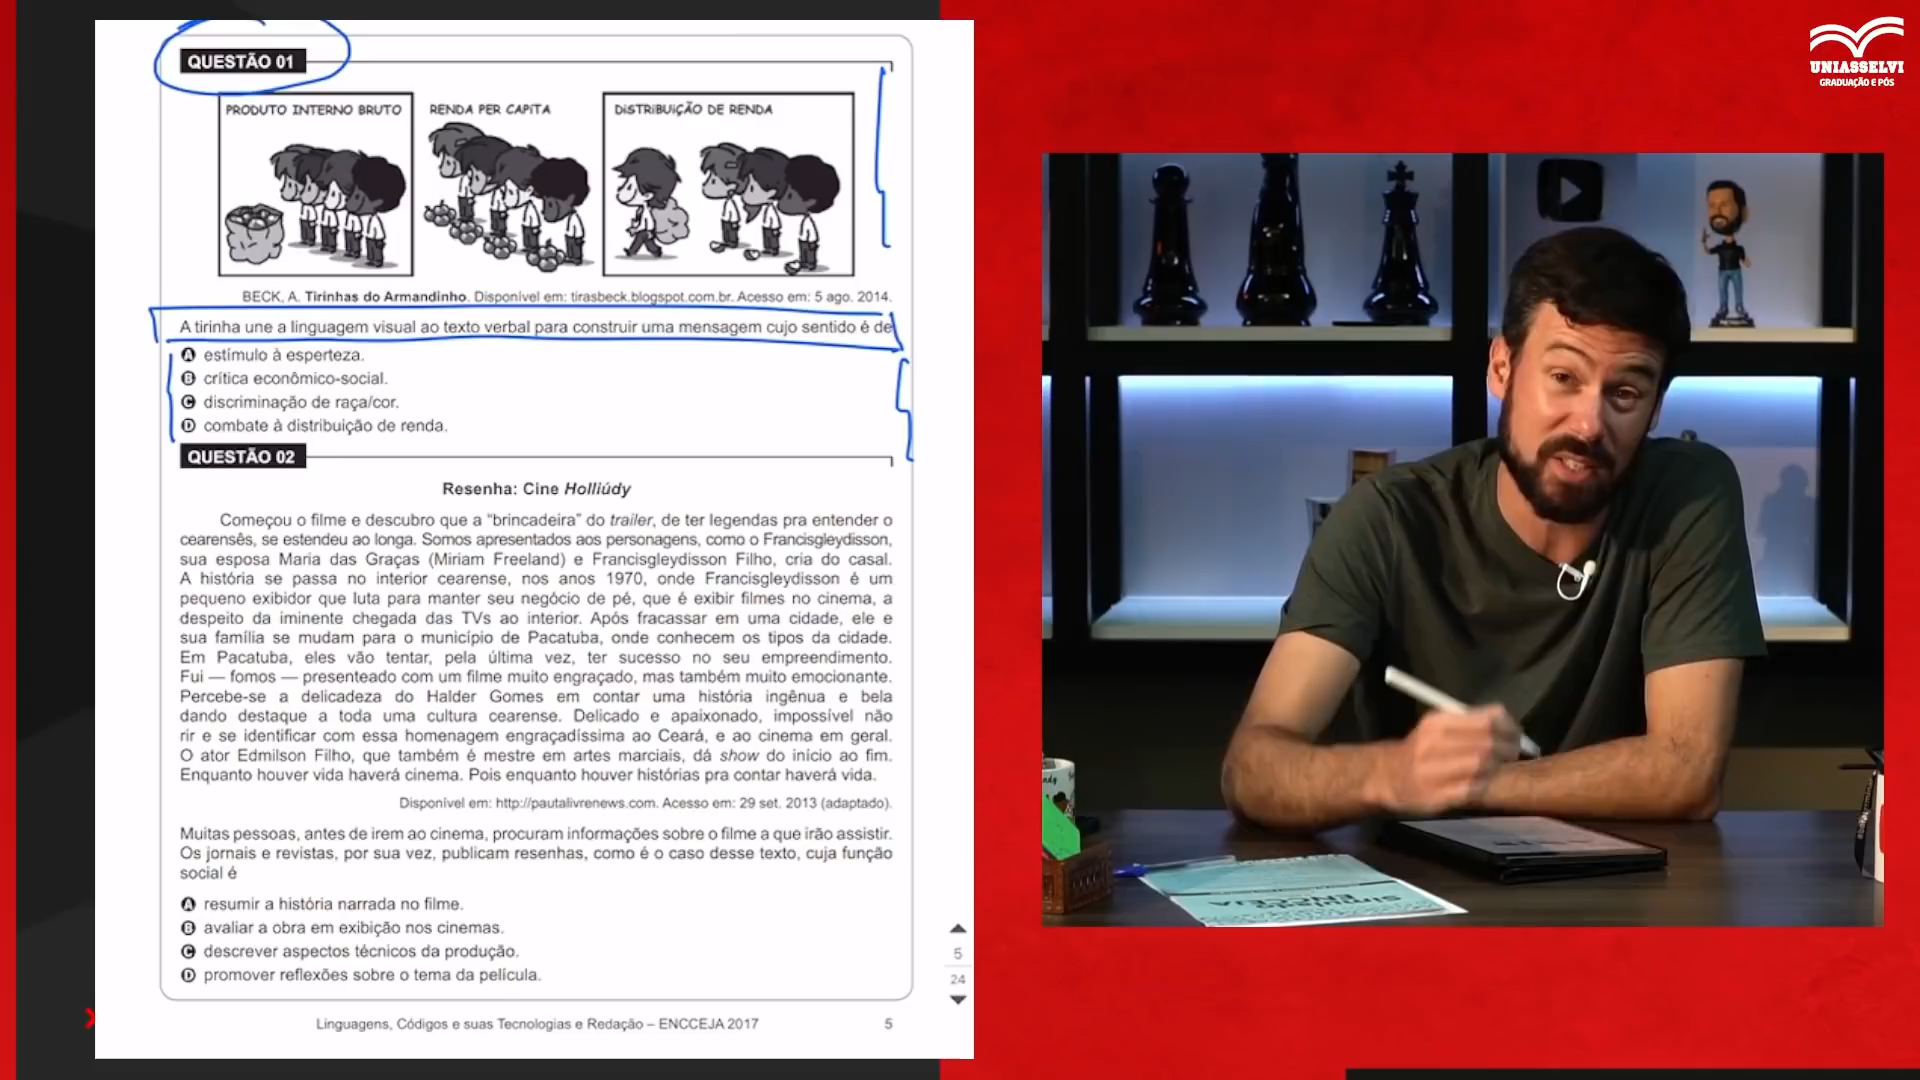 QUESTÃO 01
PRODUTO INTERNO BRUTO
RENDA PER CAPITA
DISTRIBUIÇÃO DE RENDA
BECK, A. Tirinhas do Armandinho. Disponível em: tirasbeck.blogspot.com.br. Acesso em: 5 ago. 2014.
A tirinha une a linguagem visual ao texto verbal para construir uma mensagem cujo sentido é de
A estímulo à esperteza.
B crítica econômico-social.
C discriminação de raça/cor.
D combate à distribuição de renda.
QUESTÃO 02
Resenha: Cine Holliúdy
Começou o filme e descubro que a “brincadeira” do trailer, de ter legendas pra entender o
cearensês, se estendeu ao longa. Somos apresentados aos personagens, como o Francisgleydisson,
sua esposa Maria das Graças (Miriam Freeland) e Francisgleydisson Filho, cria do casal.
A história se passa no interior cearense, nos anos 1970, onde Francisgleydisson é um
pequeno exibidor que luta para manter seu negócio de pé, que é exibir filmes no cinema, a
despeito da iminente chegada das TVs ao interior. Após fracassar em uma cidade, ele e
sua família se mudam para o município de Pacatuba, onde conhecem os tipos da cidade.
Em Pacatuba, eles vão tentar, pela última vez, ter sucesso no seu empreendimento.
Fui — fomos — presenteado com um filme muito engraçado, mas também muito emocionante.
Percebe-se a delicadeza do Halder Gomes em contar uma história ingênua e bela
dando destaque a toda uma cultura cearense. Delicado e apaixonado, impossível não
rir e se identificar com essa homenagem engraçadíssima ao Ceará, e ao cinema em geral.
O ator Edmilson Filho, que também é mestre em artes marciais, dá show do início ao fim.
Enquanto houver vida haverá cinema. Pois enquanto houver histórias pra contar haverá vida.
Disponível em: http://pautalivrenews.com. Acesso em: 29 set. 2013 (adaptado).
Muitas pessoas, antes de irem ao cinema, procuram informações sobre o filme a que irão assistir.
Os jornais e revistas, por sua vez, publicam resenhas, como é o caso desse texto, cuja função
social é
A resumir a história narrada no filme.
B avaliar a obra em exibição nos cinemas.
C descrever aspectos técnicos da produção.
D promover reflexões sobre o tema da película.
5
24
Linguagens, Códigos e suas Tecnologias e Redação – ENCCEJA 2017
5
UNIASSELVI
GRADUAÇÃO E PÓS
Simulado
ENCCEJA